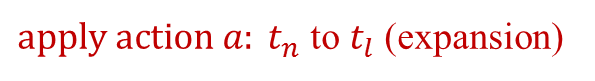 apply action 𝑎: 𝑡ₙ to 𝑡ₗ (expansion)